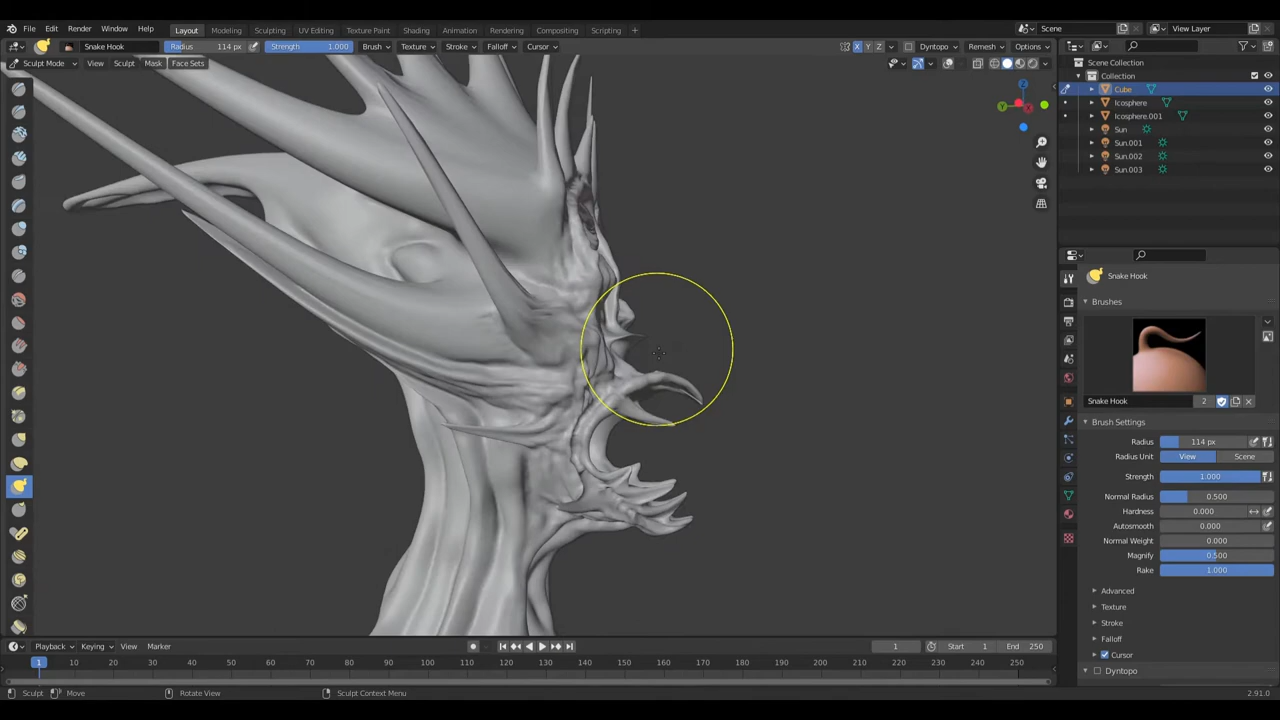 File Edit Render Window Help Layout Modeling Sculpting UV Editing Texture Paint Shading Animation Rendering Compositing Scripting + Scene View Layer
Snake Hook Radius 114 px Strength 1.000 Brush Texture Stroke Falloff Cursor X Y Z Dyntopo Remesh Options
Sculpt Mode View Sculpt Mask Face Sets
Scene Collection
Collection
Cube
Icosphere
Icosphere.001
Sun
Sun.001
Sun.002
Sun.003
Z
Y
Snake Hook
Brushes
Snake Hook 2
Brush Settings
Radius 114 px
Radius Unit View Scene
Strength 1.000
Normal Radius 0.500
Hardness 0.000
Autosmooth 0.000
Normal Weight 0.000
Magnify 0.500
Rake 1.000
Advanced
Texture
Stroke
Falloff
Cursor
Dyntopo
Playback Keying View Marker 1 Start 1 End 250
1 10 20 30 40 50 60 70 80 90 100 110 120 130 140 150 160 170 180 190 200 210 220 230 240 250
Sculpt Move Rotate View Sculpt Context Menu 2.91.0